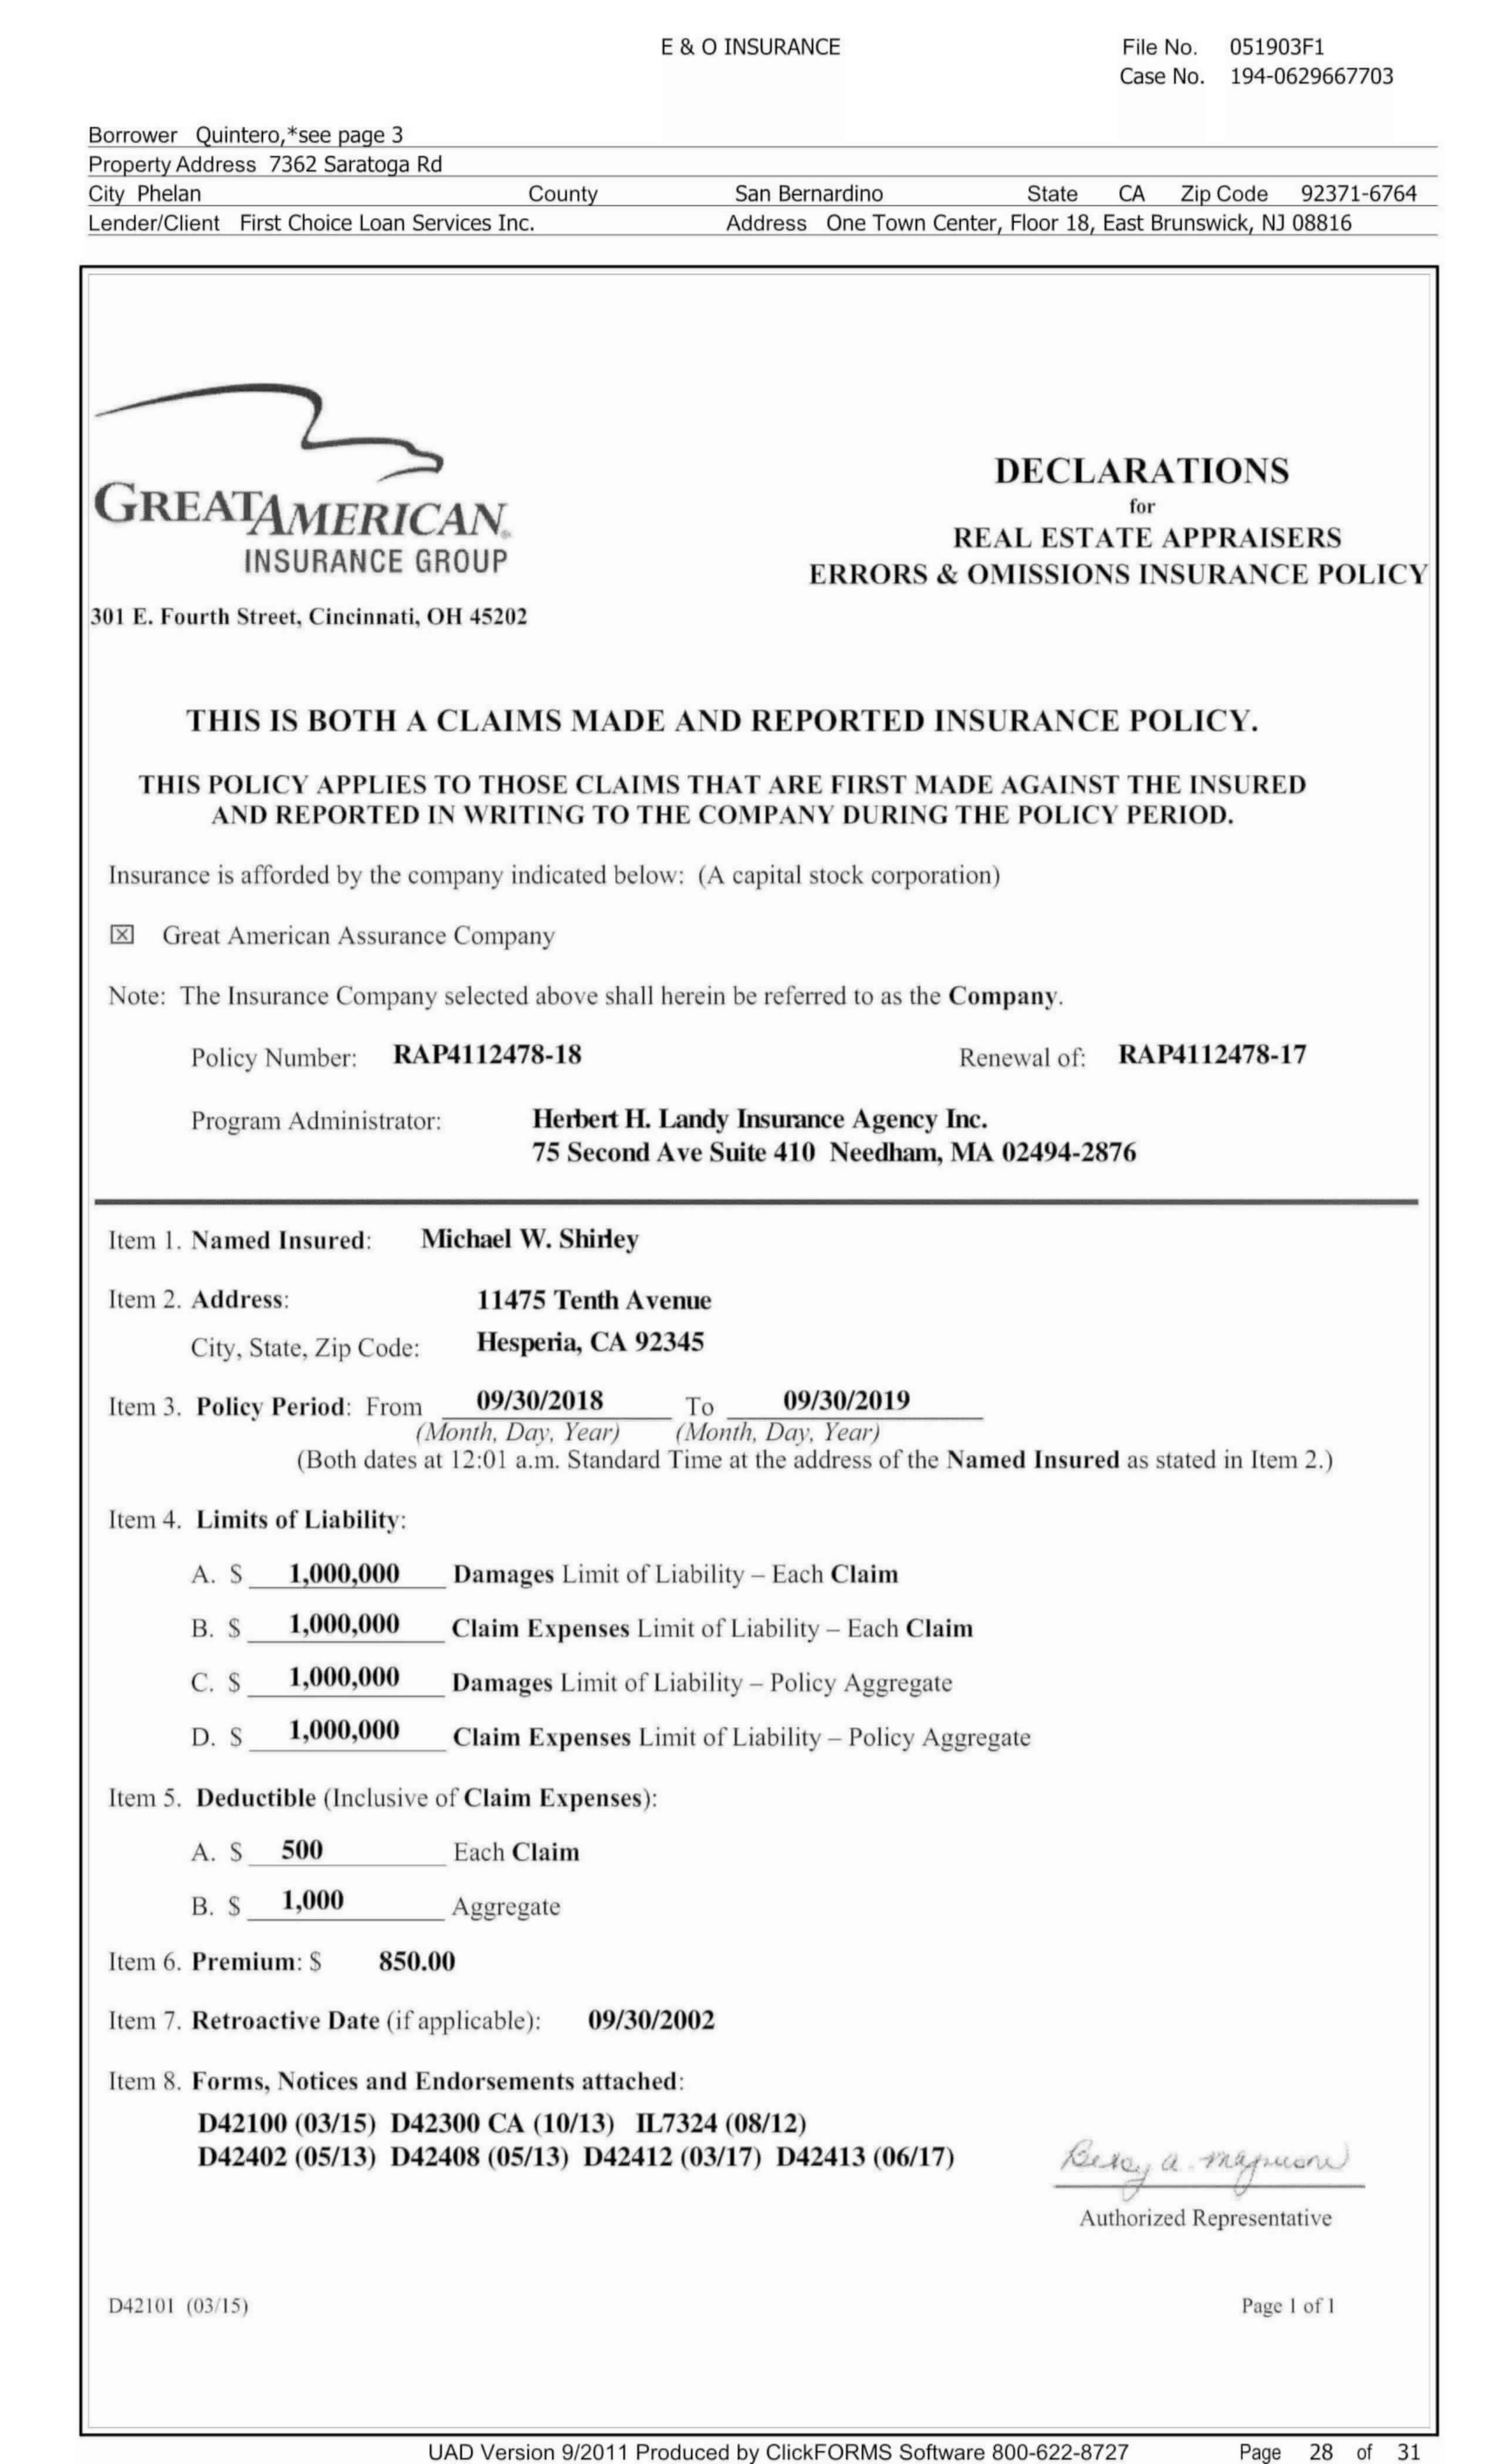 E & O INSURANCE
File No. 051903F1
Case No. 194-0629667703
Borrower Quintero,*see page 3
Property Address 7362 Saratoga Rd
City Phelan County San Bernardino State CA Zip Code 92371-6764
Lender/Client First Choice Loan Services Inc. Address One Town Center, Floor 18, East Brunswick, NJ 08816
GREATAMERICAN®
INSURANCE GROUP
301 E. Fourth Street, Cincinnati, OH 45202
DECLARATIONS
for
REAL ESTATE APPRAISERS
ERRORS & OMISSIONS INSURANCE POLICY
THIS IS BOTH A CLAIMS MADE AND REPORTED INSURANCE POLICY.
THIS POLICY APPLIES TO THOSE CLAIMS THAT ARE FIRST MADE AGAINST THE INSURED
AND REPORTED IN WRITING TO THE COMPANY DURING THE POLICY PERIOD.
Insurance is afforded by the company indicated below: (A capital stock corporation)
☒ Great American Assurance Company
Note: The Insurance Company selected above shall herein be referred to as the Company.
Policy Number: RAP4112478-18 Renewal of: RAP4112478-17
Program Administrator: Herbert H. Landy Insurance Agency Inc.
75 Second Ave Suite 410 Needham, MA 02494-2876
Item 1. Named Insured: Michael W. Shirley
Item 2. Address: 11475 Tenth Avenue
City, State, Zip Code: Hesperia, CA 92345
Item 3. Policy Period: From 09/30/2018 To 09/30/2019
(Month, Day, Year) (Month, Day, Year)
(Both dates at 12:01 a.m. Standard Time at the address of the Named Insured as stated in Item 2.)
Item 4. Limits of Liability:
A. $ 1,000,000 Damages Limit of Liability – Each Claim
B. $ 1,000,000 Claim Expenses Limit of Liability – Each Claim
C. $ 1,000,000 Damages Limit of Liability – Policy Aggregate
D. $ 1,000,000 Claim Expenses Limit of Liability – Policy Aggregate
Item 5. Deductible (Inclusive of Claim Expenses):
A. $ 500 Each Claim
B. $ 1,000 Aggregate
Item 6. Premium: $ 850.00
Item 7. Retroactive Date (if applicable): 09/30/2002
Item 8. Forms, Notices and Endorsements attached:
D42100 (03/15) D42300 CA (10/13) IL7324 (08/12)
D42402 (05/13) D42408 (05/13) D42412 (03/17) D42413 (06/17)
Authorized Representative
D42101 (03/15) Page 1 of 1
UAD Version 9/2011 Produced by ClickFORMS Software 800-622-8727 Page 28 of 31